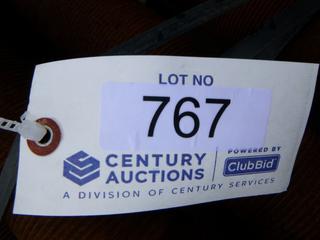 LOT NO
767
CENTURY
AUCTIONS
POWERED BY
ClubBid
A DIVISION OF CENTURY SERVICES